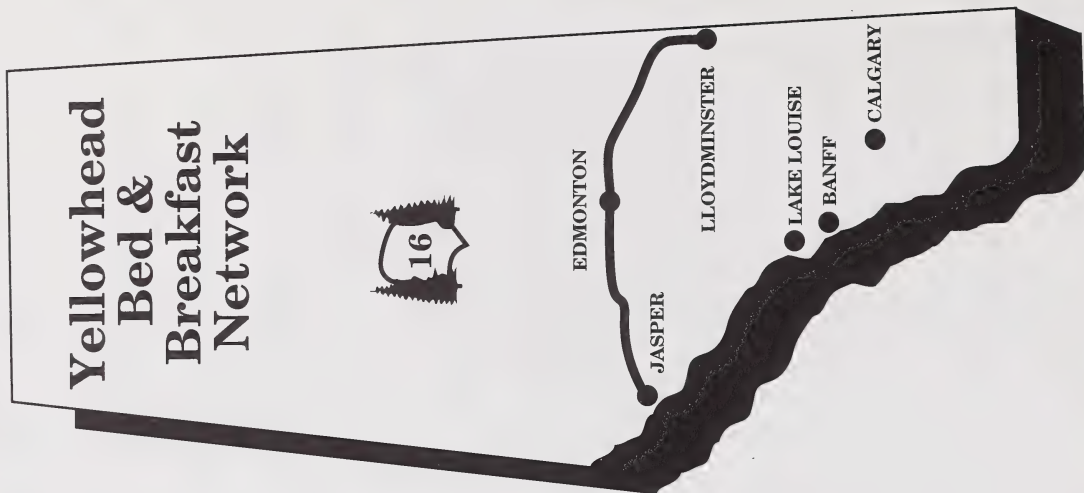 Yellowhead
Bed &
Breakfast
Network
16
EDMONTON
JASPER
LLOYDMINSTER
LAKE LOUISE
BANFF
CALGARY